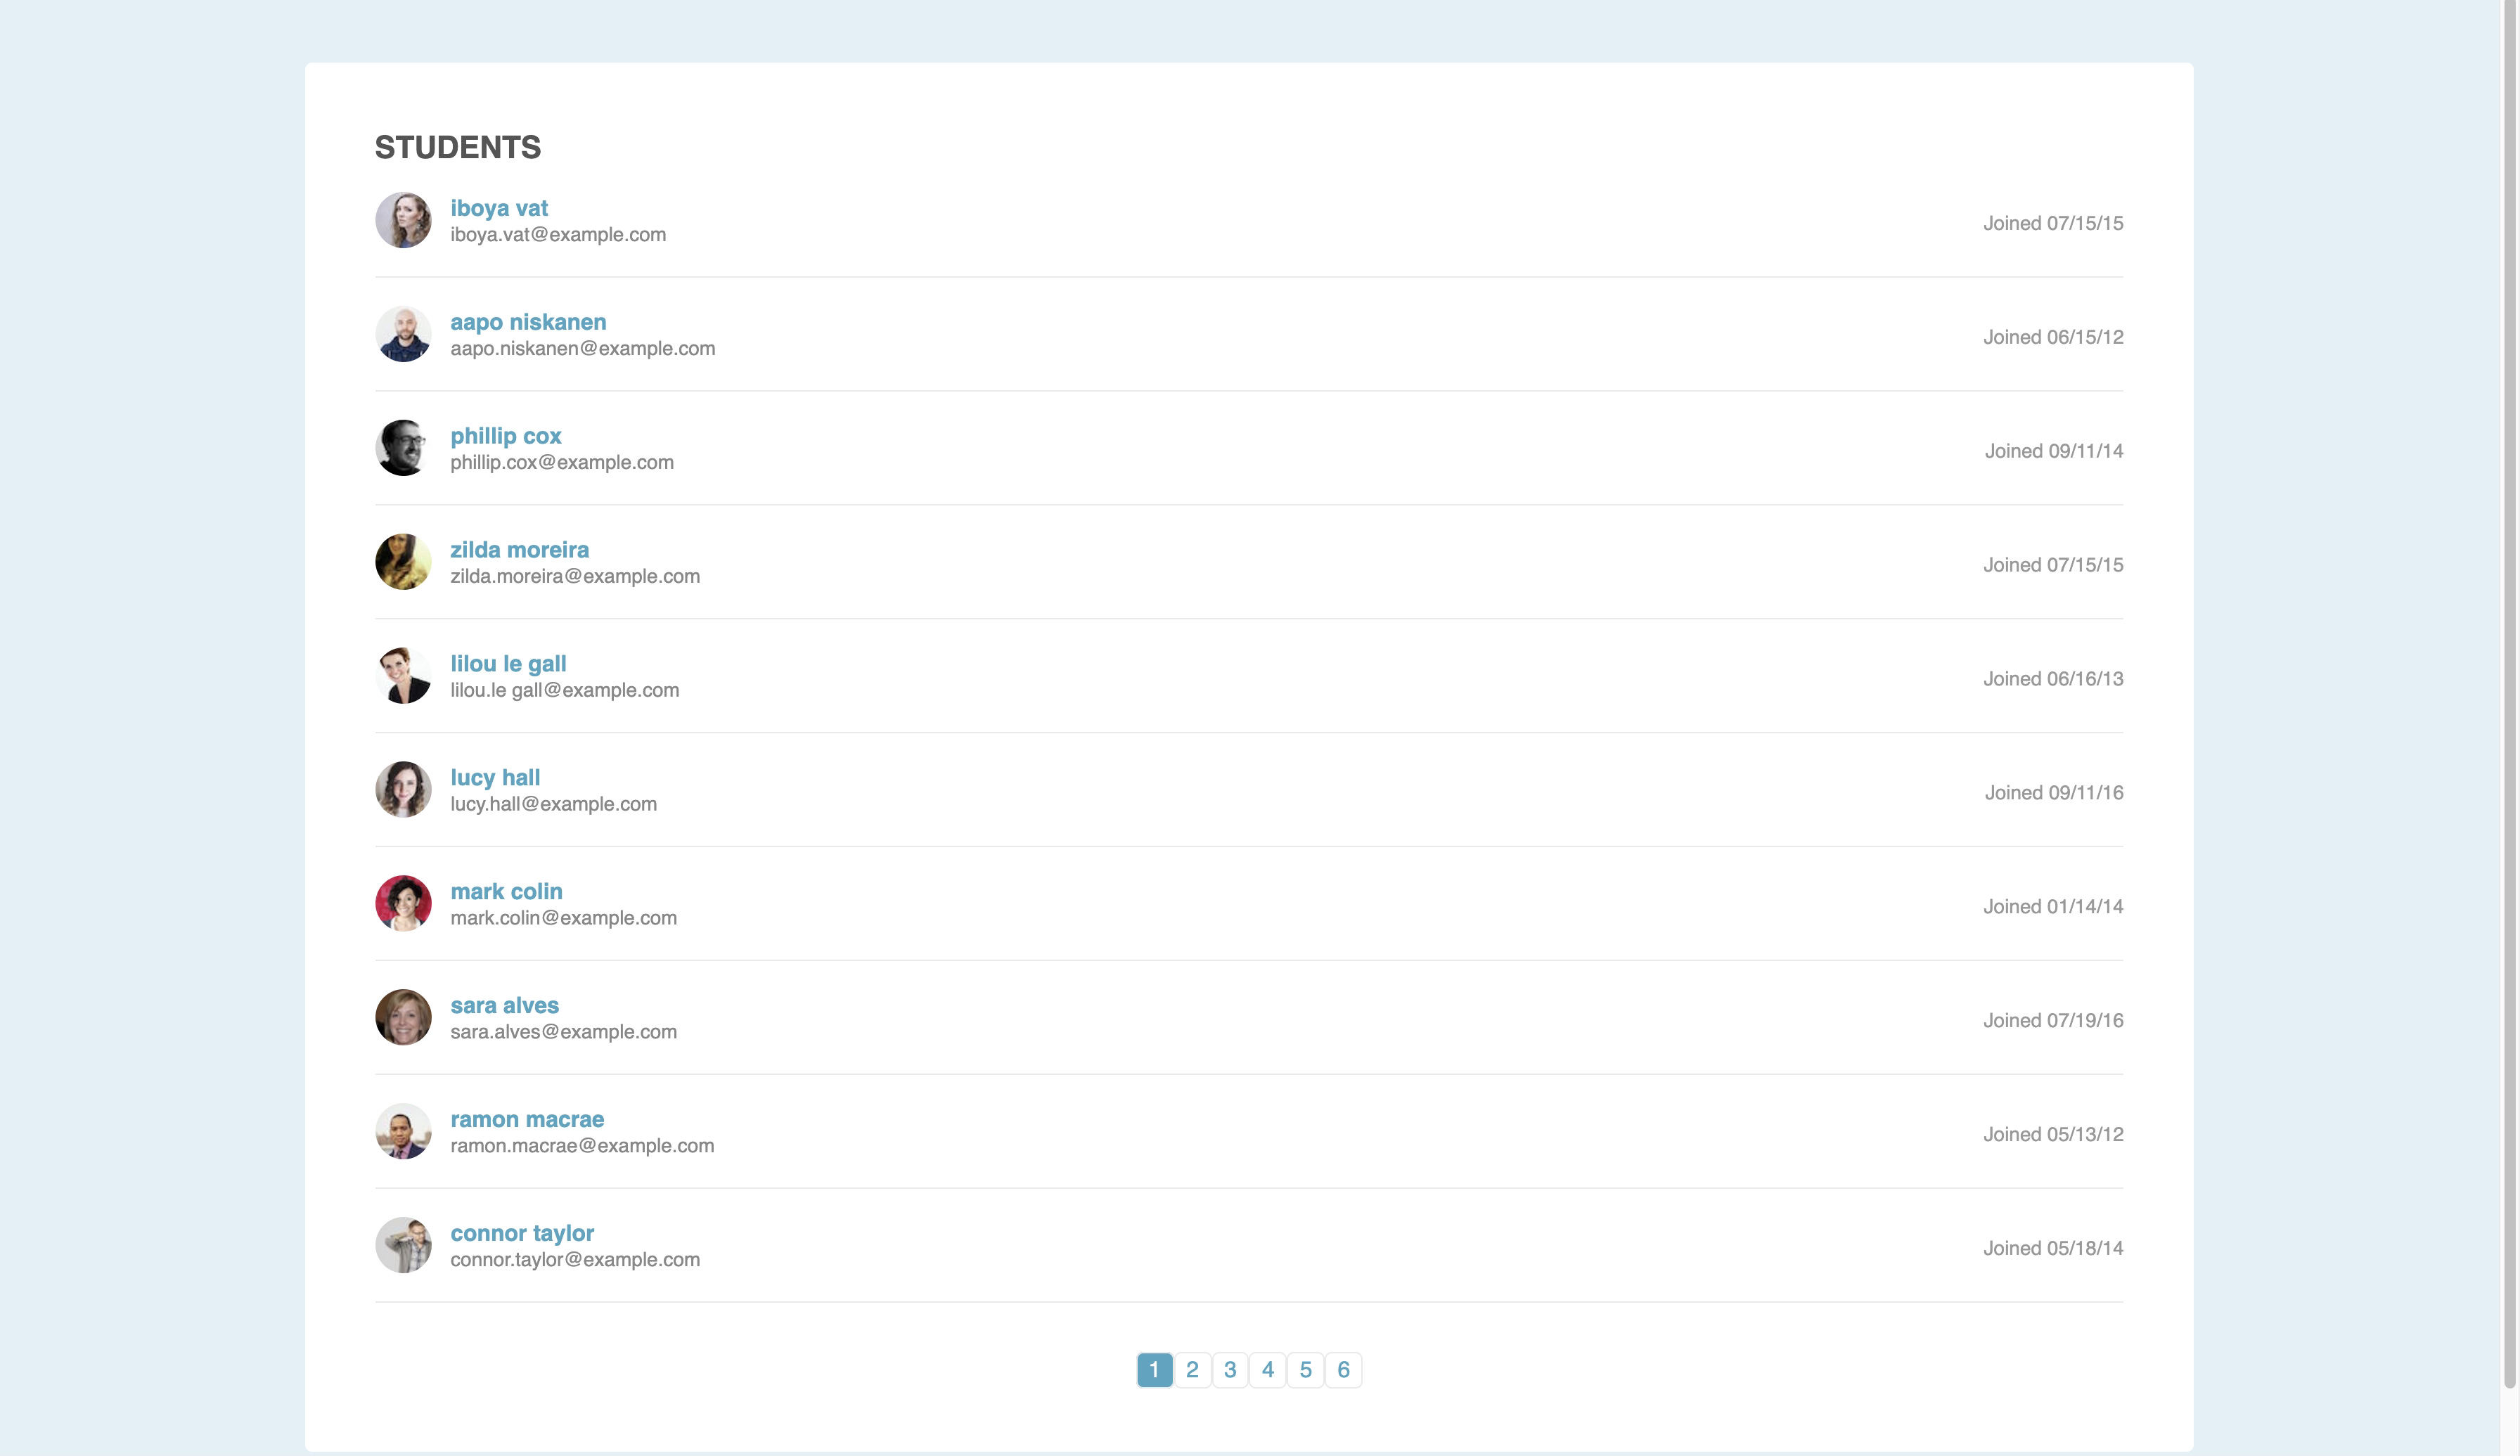 STUDENTS
iboya vat
iboya.vat@example.com
Joined 07/15/15
aapo niskanen
aapo.niskanen@example.com
Joined 06/15/12
phillip cox
phillip.cox@example.com
Joined 09/11/14
zilda moreira
zilda.moreira@example.com
Joined 07/15/15
lilou le gall
lilou.le gall@example.com
Joined 06/16/13
lucy hall
lucy.hall@example.com
Joined 09/11/16
mark colin
mark.colin@example.com
Joined 01/14/14
sara alves
sara.alves@example.com
Joined 07/19/16
ramon macrae
ramon.macrae@example.com
Joined 05/13/12
connor taylor
connor.taylor@example.com
Joined 05/18/14
1 2 3 4 5 6